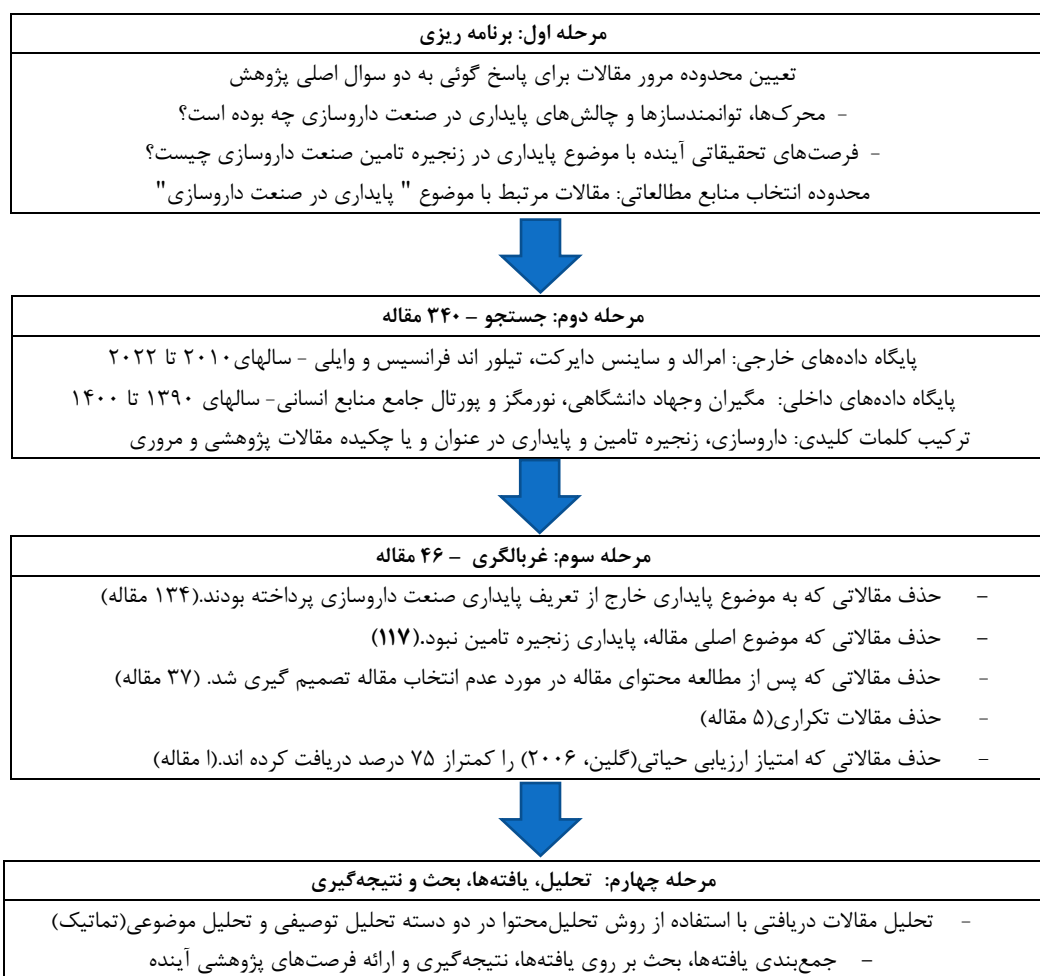 مرحله اول: برنامه ریزی
تعیین محدوده مرور مقالات برای پاسخ گوئی به دو سوال اصلی پژوهش
- محرک‌ها، توانمندسازها و چالش‌های پایداری در صنعت داروسازی چه بوده است؟
- فرصت‌های تحقیقاتی آینده با موضوع پایداری در زنجیره تامین صنعت داروسازی چیست؟
محدوده انتخاب منابع مطالعاتی: مقالات مرتبط با موضوع " پایداری در صنعت داروسازی"
مرحله دوم: جستجو – ۳۴۰ مقاله
پایگاه داده‌های خارجی: امرالد و ساینس دایرکت، تیلور اند فرانسیس و وایلی - سالهای۲۰۱۰ تا ۲۰۲۲
پایگاه داده‌های داخلی: مگیران وجهاد دانشگاهی، نورمگز و پورتال جامع منابع انسانی- سالهای ۱۳۹۰ تا ۱۴۰۰
ترکیب کلمات کلیدی: داروسازی، زنجیره تامین و پایداری در عنوان و یا چکیده مقالات پژوهشی و مروری
مرحله سوم: غربالگری – ۴۶ مقاله
– حذف مقالاتی که به موضوع پایداری خارج از تعریف پایداری صنعت داروسازی پرداخته بودند.(۱۳۴ مقاله)
– حذف مقالاتی که موضوع اصلی مقاله، پایداری زنجیره تامین نبود.(۱۱۷)
- حذف مقالاتی که پس از مطالعه محتوای مقاله در مورد عدم انتخاب مقاله تصمیم گیری شد. (۳۷ مقاله)
- حذف مقالات تکراری(۵ مقاله)
– حذف مقالاتی که امتیاز ارزیابی حیاتی(گلین، ۲۰۰۶) را کمتراز ۷۵ درصد دریافت کرده اند.(ا مقاله)
مرحله چهارم: تحلیل، یافته‌ها، بحث و نتیجه‌گیری
- تحلیل مقالات دریافتی با استفاده از روش تحلیل‌محتوا در دو دسته تحلیل توصیفی و تحلیل موضوعی(تماتیک)
– جمع‌بندی یافته‌ها، بحث بر روی یافته‌ها، نتیجه‌گیری و ارائه فرصت‌های پژوهشی آینده